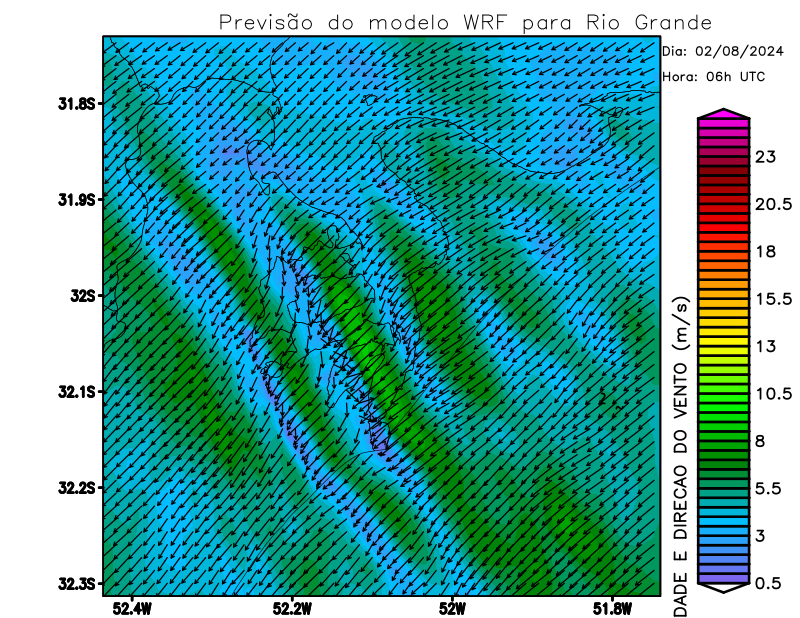 Previsão do modelo WRF para Rio Grande
Dia: 02/08/2024
Hora: 06h UTC
31.8S
31.9S
32S
32.1S
32.2S
32.3S
52.4W
52.2W
52W
51.8W
23
20.5
18
15.5
13
10.5
8
5.5
3
0.5
DADE E DIRECAO DO VENTO (m/s)